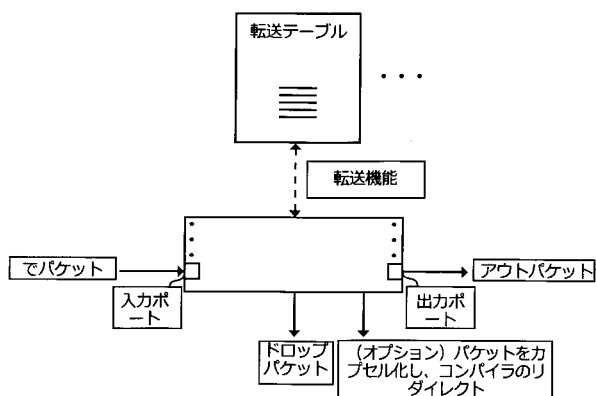 転送テーブル
転送機能
でパケット
アウトパケット
入力ポ
ート
出力ポ
ート
ドロップ
パケット
（オプション）パケットをカ
プセル化し、コンパイラのリ
ダイレクト